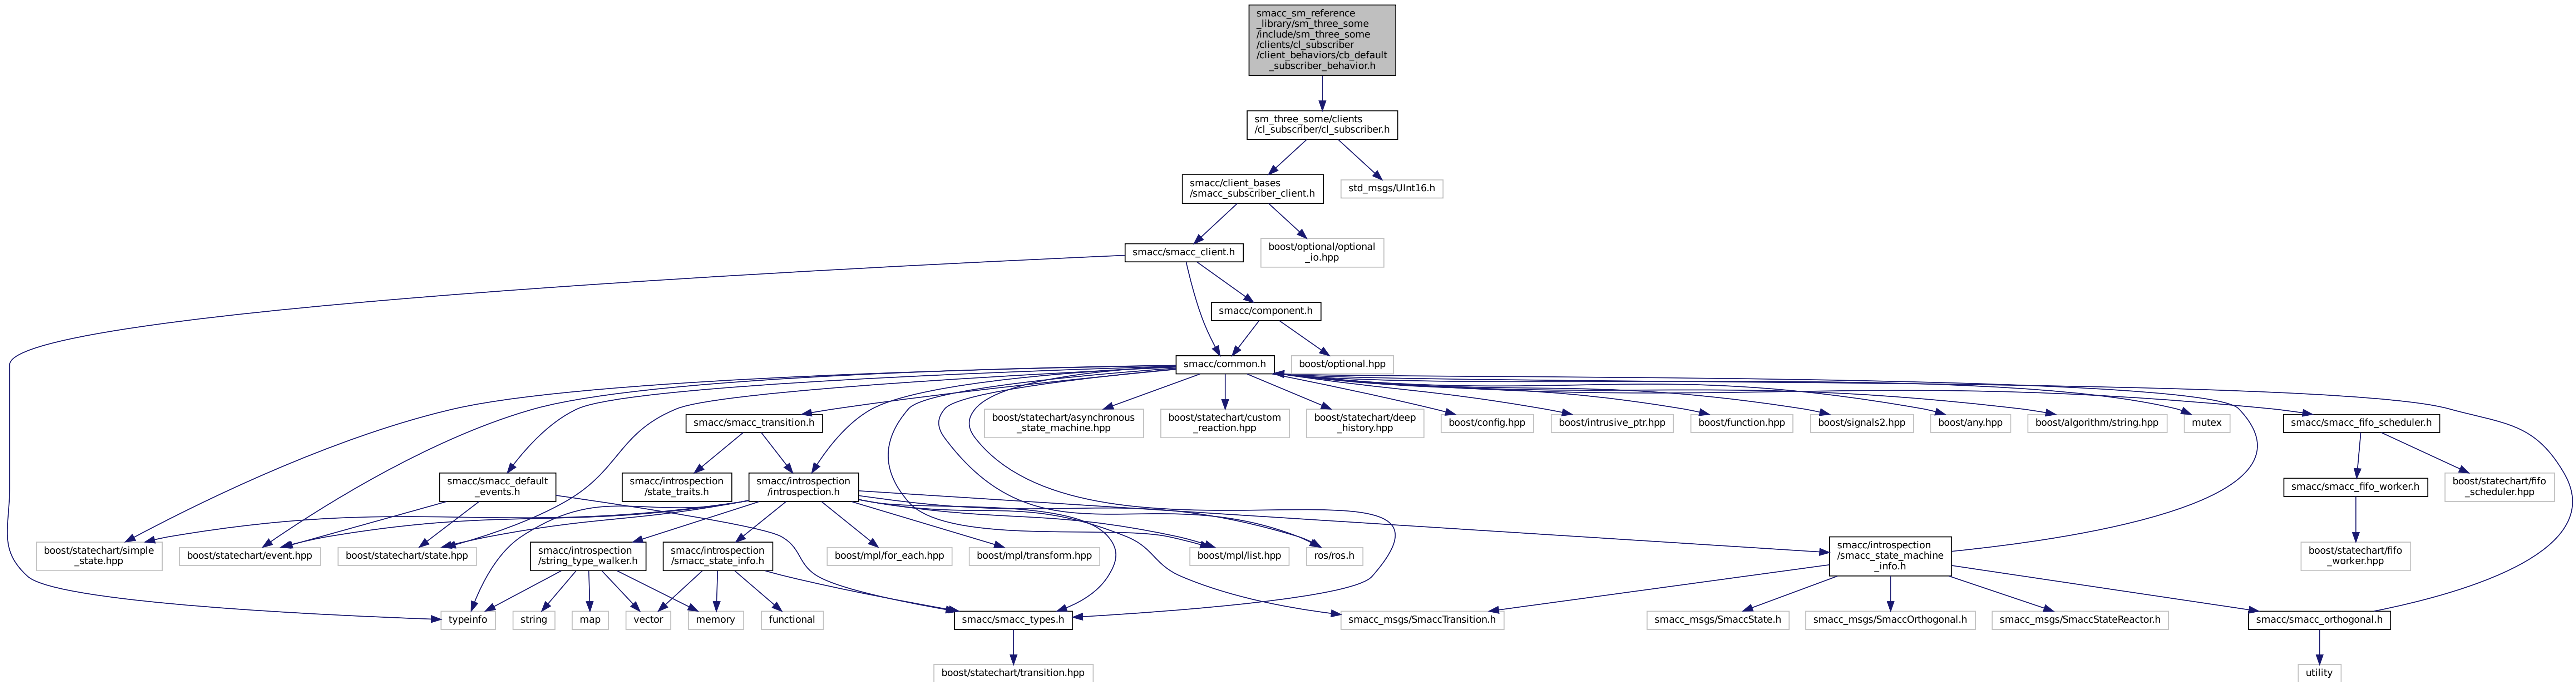 smacc_sm_reference
_library/sm_three_some
/include/sm_three_some
/clients/cl_subscriber
/client_behaviors/cb_default
_subscriber_behavior.h
sm_three_some/clients
/cl_subscriber/cl_subscriber.h
smacc/client_bases
/smacc_subscriber_client.h
std_msgs/UInt16.h
smacc/smacc_client.h
boost/optional/optional
_io.hpp
smacc/component.h
smacc/common.h
boost/optional.hpp
smacc/smacc_transition.h
boost/statechart/asynchronous
_state_machine.hpp
boost/statechart/custom
_reaction.hpp
boost/statechart/deep
_history.hpp
boost/config.hpp
boost/intrusive_ptr.hpp
boost/function.hpp
boost/signals2.hpp
boost/any.hpp
boost/algorithm/string.hpp
mutex
smacc/smacc_fifo_scheduler.h
smacc/smacc_default
_events.h
smacc/introspection
/state_traits.h
smacc/introspection
/introspection.h
smacc/smacc_fifo_worker.h
boost/statechart/fifo
_scheduler.hpp
boost/statechart/simple
_state.hpp
boost/statechart/event.hpp
boost/statechart/state.hpp
smacc/introspection
/string_type_walker.h
smacc/introspection
/smacc_state_info.h
boost/mpl/for_each.hpp
boost/mpl/transform.hpp
boost/mpl/list.hpp
ros/ros.h
smacc/introspection
/smacc_state_machine
_info.h
boost/statechart/fifo
_worker.hpp
typeinfo
string
map
vector
memory
functional
smacc/smacc_types.h
smacc_msgs/SmaccTransition.h
smacc_msgs/SmaccState.h
smacc_msgs/SmaccOrthogonal.h
smacc_msgs/SmaccStateReactor.h
smacc/smacc_orthogonal.h
boost/statechart/transition.hpp
utility